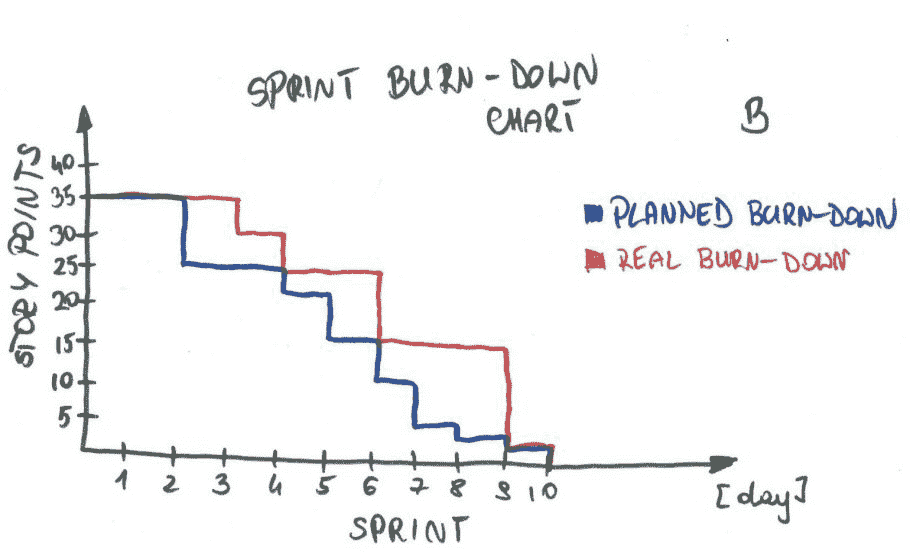 SPRINT BURN-DOWN
CHART
B
STORY POINTS
40
35
30
25
20
15
10
5
PLANNED BURN-DOWN
REAL BURN-DOWN
1 2 3 4 5 6 7 8 9 10
[day]
SPRINT